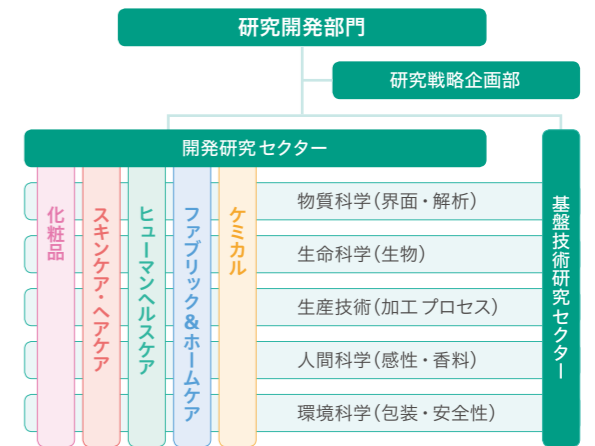 研究開発部門
研究戦略企画部
開発研究セクター
化粧品
スキンケア・ヘアケア
ヒューマンヘルスケア
ファブリック&ホームケア
ケミカル
物質科学(界面・解析)
生命科学(生物)
生産技術(加工プロセス)
人間科学(感性・香料)
環境科学(包装・安全性)
基盤技術研究セクター